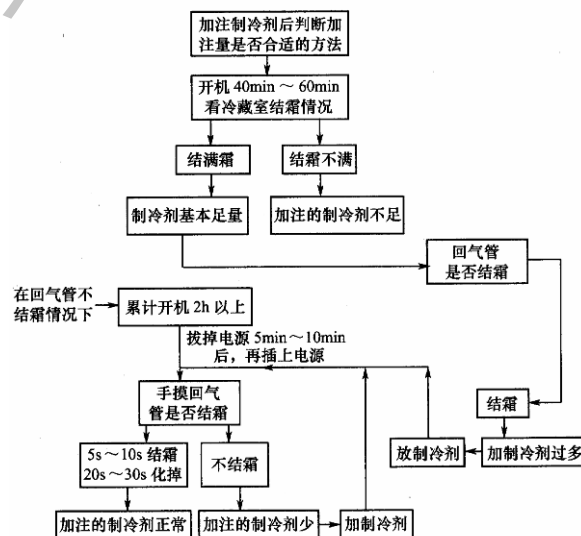 加注制冷剂后判断加
注量是否合适的方法
开机 40min ～ 60min
看冷藏室结霜情况
结满霜
结霜不满
制冷剂基本足量
加注的制冷剂不足
回气管
是否结霜
在回气管不
结霜情况下
累计开机 2h 以上
拔掉电源 5min～10min
后，再插上电源
手摸回气
管是否结霜
结霜
5s～10s 结霜
20s～30s 化掉
不结霜
放制冷剂
加制冷剂过多
加注的制冷剂正常
加注的制冷剂少
加制冷剂